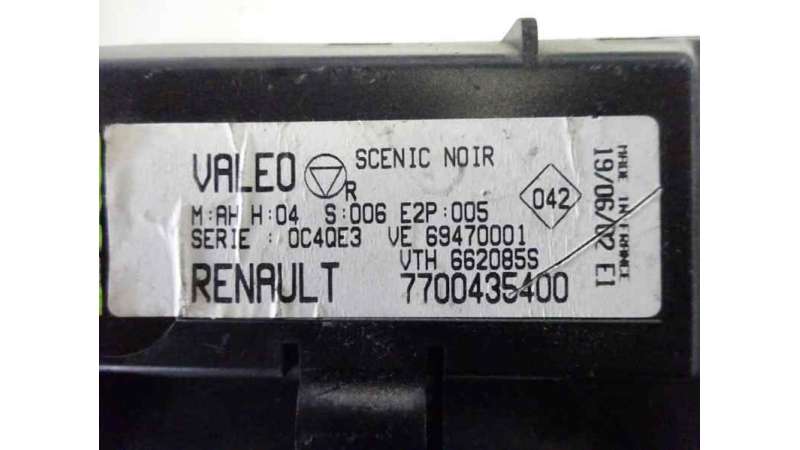 VALEO R SCENIC NOIR
M:AH H:04 S:006 E2P:005
SERIE : 0C4QE3 VE 69470001
VTH 662085S
RENAULT 7700435400
042
MADE IN FRANCE
19/06/02 E1